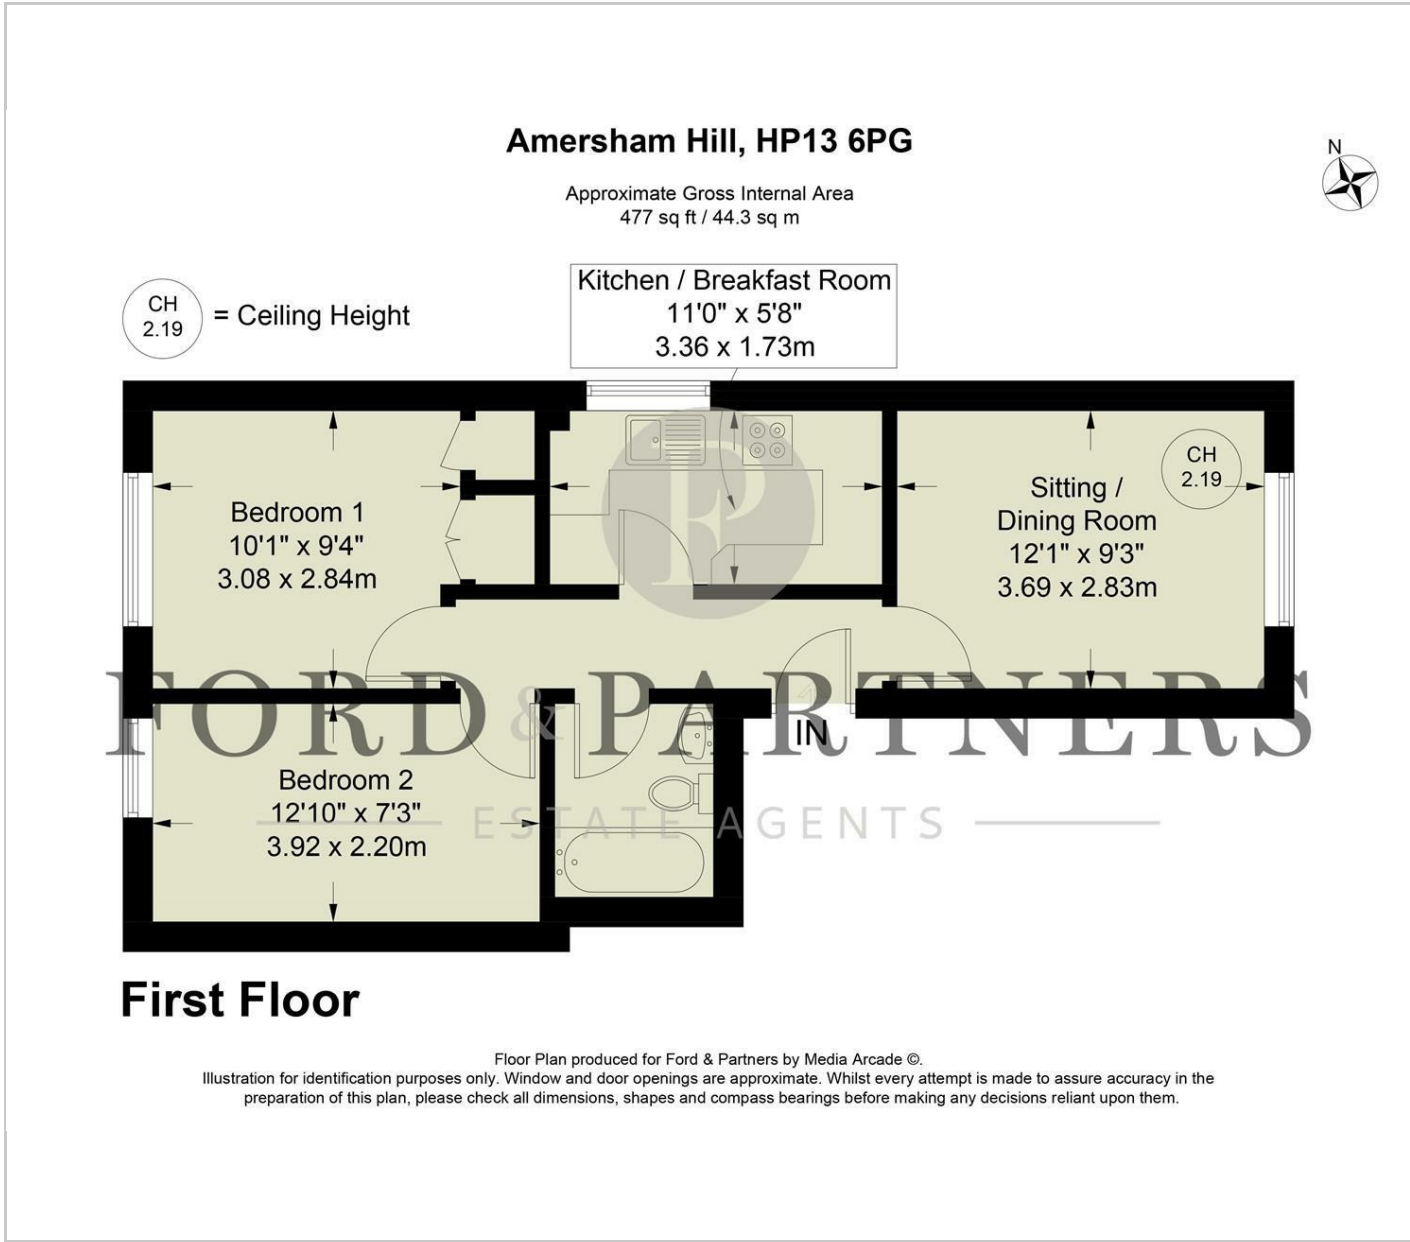 Amersham Hill, HP13 6PG
N
Approximate Gross Internal Area
477 sq ft / 44.3 sq m
CH
2.19
= Ceiling Height
Kitchen / Breakfast Room
11'0" x 5'8"
3.36 x 1.73m
Bedroom 1
10'1" x 9'4"
3.08 x 2.84m
CH
2.19
Sitting /
Dining Room
12'1" x 9'3"
3.69 x 2.83m
FP
FORD & PARTNERS
IN
Bedroom 2
12'10" x 7'3"
3.92 x 2.20m
ESTATE AGENTS
First Floor
Floor Plan produced for Ford & Partners by Media Arcade ©.
Illustration for identification purposes only. Window and door openings are approximate. Whilst every attempt is made to assure accuracy in the
preparation of this plan, please check all dimensions, shapes and compass bearings before making any decisions reliant upon them.